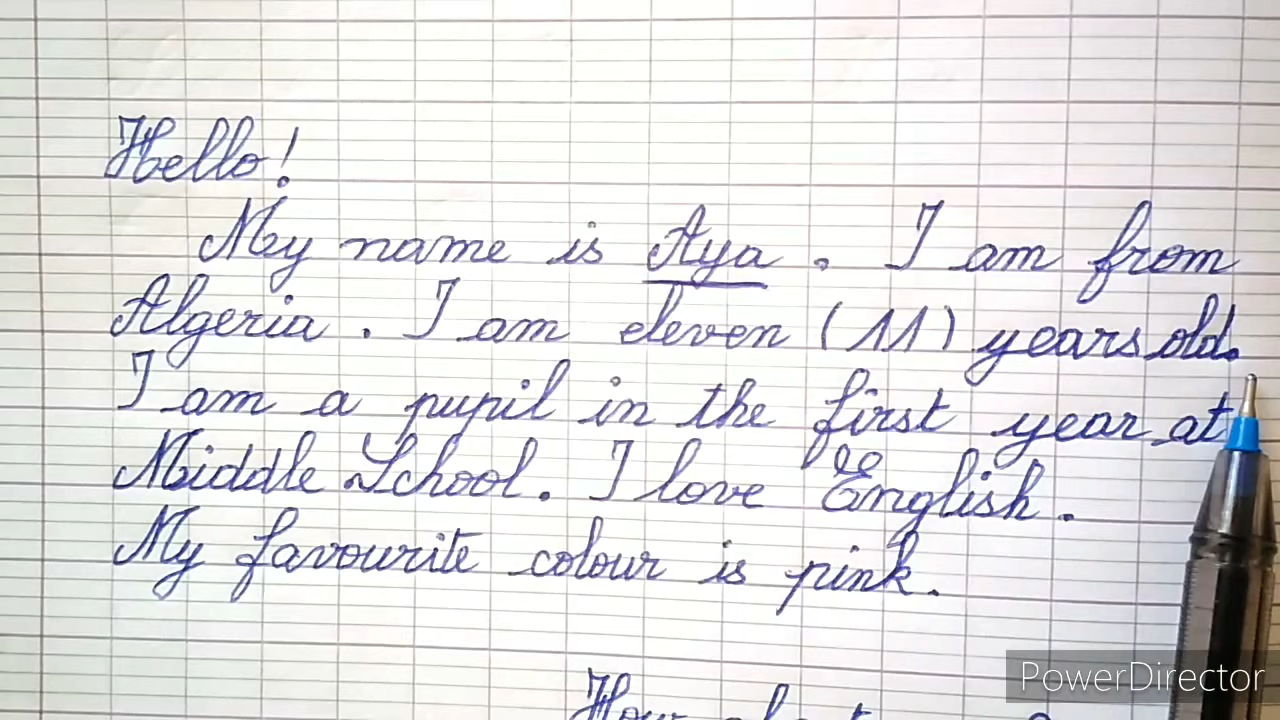 Hello!
My name is Aya. I am from
Algeria. I am eleven (11) years old.
I am a pupil in the first year at
Middle School. I love English.
My favourite colour is pink.
PowerDirector